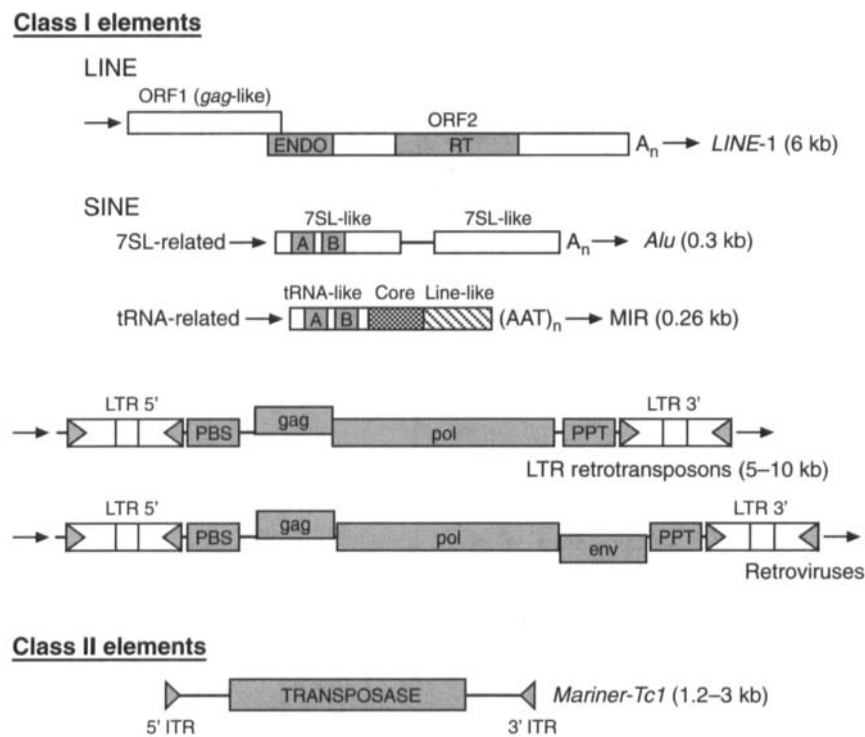 Class I elements
LINE
ORF1 (gag-like)
ORF2
ENDO RT An LINE-1 (6 kb)
SINE
7SL-like 7SL-like
7SL-related A B An Alu (0.3 kb)
tRNA-like Core Line-like
tRNA-related A B (AAT)n MIR (0.26 kb)
LTR 5' LTR 3'
PBS gag pol PPT
LTR retrotransposons (5–10 kb)
LTR 5' LTR 3'
PBS gag pol env PPT
Retroviruses
Class II elements
TRANSPOSASE Mariner-Tc1 (1.2–3 kb)
5' ITR 3' ITR